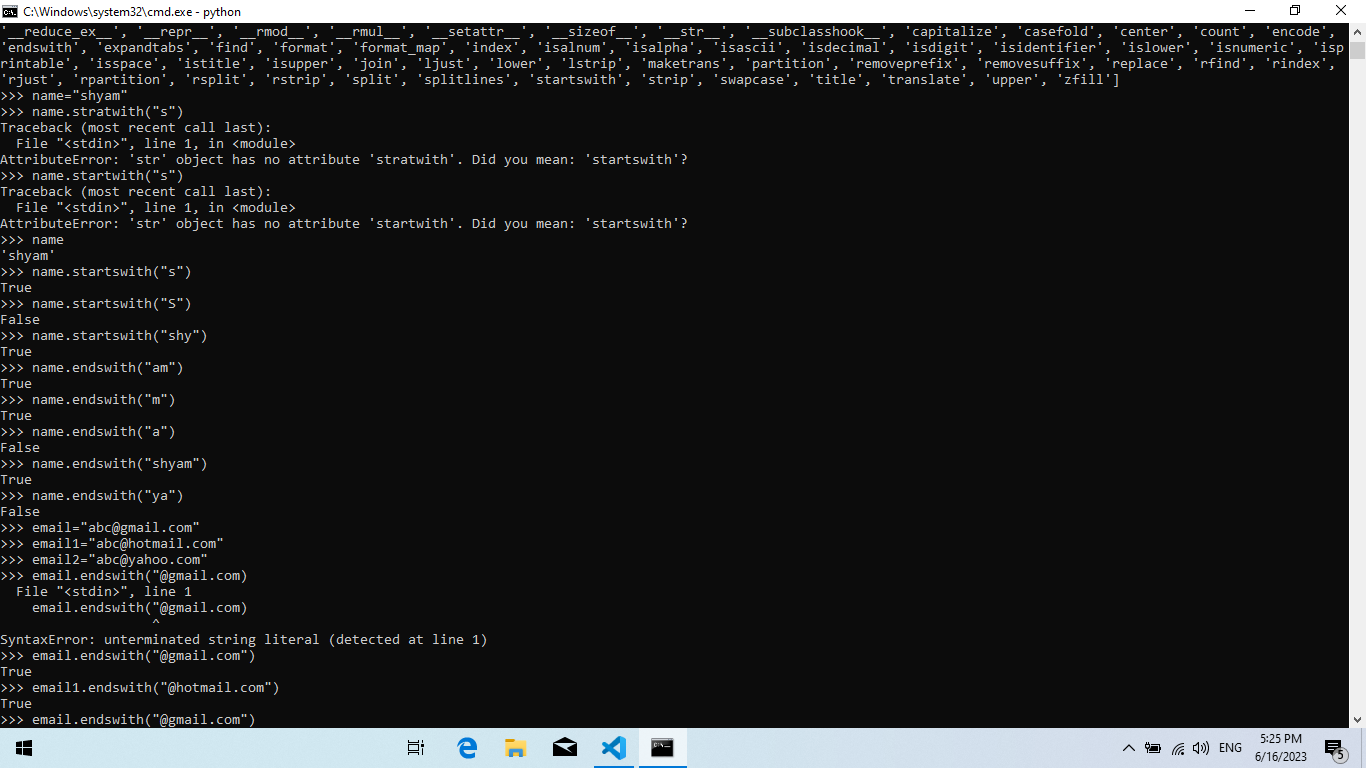 C:\Windows\system32\cmd.exe - python
'__reduce_ex__', '__repr__', '__rmod__', '__rmul__', '__setattr__', '__sizeof__', '__str__', '__subclasshook__', 'capitalize', 'casefold', 'center', 'count', 'encode',
'endswith', 'expandtabs', 'find', 'format', 'format_map', 'index', 'isalnum', 'isalpha', 'isascii', 'isdecimal', 'isdigit', 'isidentifier', 'islower', 'isnumeric', 'isp
rintable', 'isspace', 'istitle', 'isupper', 'join', 'ljust', 'lower', 'lstrip', 'maketrans', 'partition', 'removeprefix', 'removesuffix', 'replace', 'rfind', 'rindex',
'rjust', 'rpartition', 'rsplit', 'rstrip', 'split', 'splitlines', 'startswith', 'strip', 'swapcase', 'title', 'translate', 'upper', 'zfill']
>>> name="shyam"
>>> name.stratwith("s")
Traceback (most recent call last):
  File "<stdin>", line 1, in <module>
AttributeError: 'str' object has no attribute 'stratwith'. Did you mean: 'startswith'?
>>> name.startwith("s")
Traceback (most recent call last):
  File "<stdin>", line 1, in <module>
AttributeError: 'str' object has no attribute 'startwith'. Did you mean: 'startswith'?
>>> name
'shyam'
>>> name.startswith("s")
True
>>> name.startswith("S")
False
>>> name.startswith("shy")
True
>>> name.endswith("am")
True
>>> name.endswith("m")
True
>>> name.endswith("a")
False
>>> name.endswith("shyam")
True
>>> name.endswith("ya")
False
>>> email="abc@gmail.com"
>>> email1="abc@hotmail.com"
>>> email2="abc@yahoo.com"
>>> email.endswith("@gmail.com)
  File "<stdin>", line 1
    email.endswith("@gmail.com)
                   ^
SyntaxError: unterminated string literal (detected at line 1)
>>> email.endswith("@gmail.com")
True
>>> email1.endswith("@hotmail.com")
True
>>> email.endswith("@gmail.com")
ENG
5:25 PM
6/16/2023
5